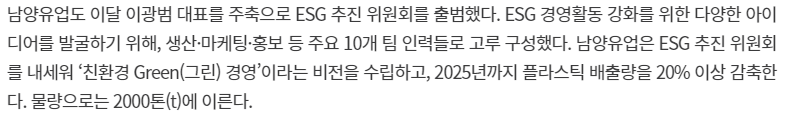 남양유업도 이달 이광범 대표를 주축으로 ESG 추진 위원회를 출범했다. ESG 경영활동 강화를 위한 다양한 아이
디어를 발굴하기 위해, 생산·마케팅·홍보 등 주요 10개 팀 인력들로 고루 구성했다. 남양유업은 ESG 추진 위원회
를 내세워 ‘친환경 Green(그린) 경영’이라는 비전을 수립하고, 2025년까지 플라스틱 배출량을 20% 이상 감축한
다. 물량으로는 2000톤(t)에 이른다.